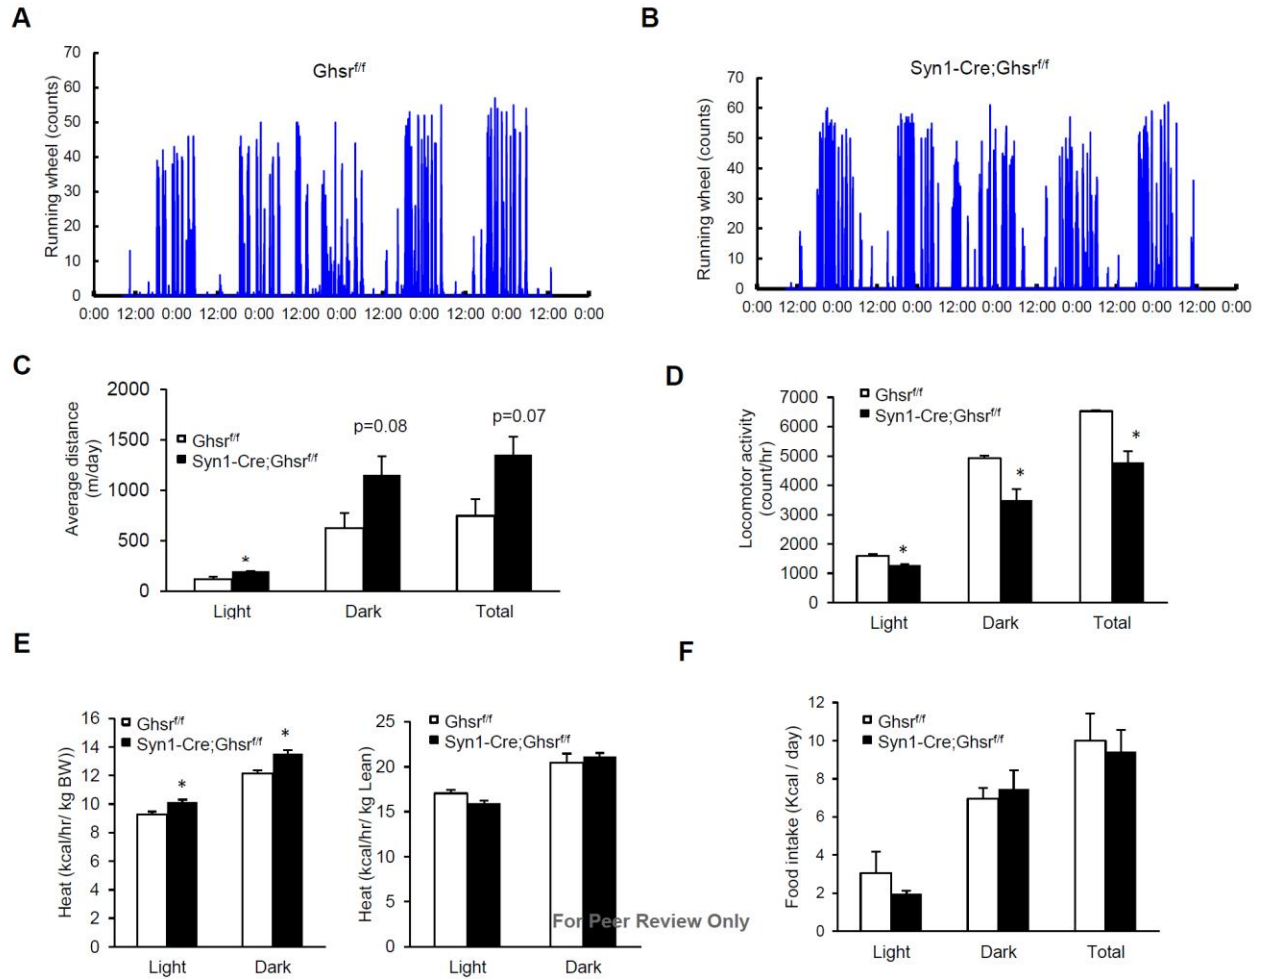 A
70
60
50
40
30
20
10
0
Running wheel (counts)
Ghsrf/f
0:00 12:00 0:00 12:00 0:00 12:00 0:00 12:00 0:00 12:00 0:00 12:00 0:00
B
70
60
50
40
30
20
10
0
Running wheel (counts)
Syn1-Cre;Ghsrf/f
0:00 12:00 0:00 12:00 0:00 12:00 0:00 12:00 0:00 12:00 0:00 12:00 0:00
C
2000
1500
1000
500
0
Average distance
(m/day)
Ghsrf/f
Syn1-Cre;Ghsrf/f
*
p=0.08
p=0.07
Light Dark Total
D
7000
6000
5000
4000
3000
2000
1000
0
Locomotor activity
(count/hr)
Ghsrf/f
Syn1-Cre;Ghsrf/f
*
*
*
Light Dark Total
E
16
14
12
10
8
6
4
2
0
Heat (kcal/hr/ kg BW))
Ghsrf/f
Syn1-Cre;Ghsrf/f
*
*
Light Dark
25
20
15
10
5
0
Heat (kcal/hr/ kg Lean)
Ghsrf/f
Syn1-Cre;Ghsrf/f
Light Dark
F
12
10
8
6
4
2
0
Food intake (Kcal / day)
Ghsrf/f
Syn1-Cre;Ghsrf/f
Light Dark Total
For Peer Review Only